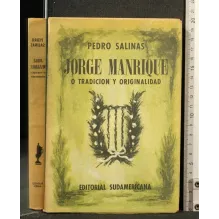 PEDRO SALINAS
JORGE MANRIQUE
O TRADICION Y ORIGINALIDAD
EDITORIAL SUDAMERICANA